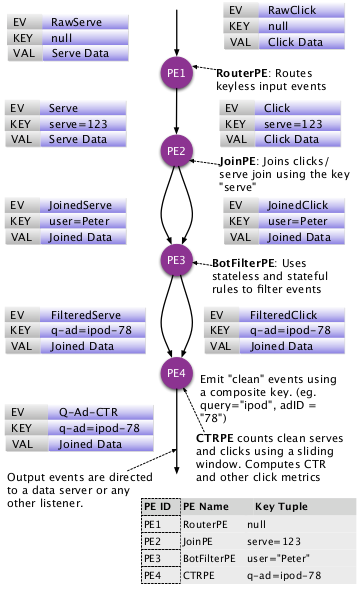 EV RawServe
KEY null
VAL Serve Data
EV RawClick
KEY null
VAL Click Data
PE1
RouterPE: Routes
keyless input events
EV Serve
KEY serve=123
VAL Serve Data
EV Click
KEY serve=123
VAL Click Data
PE2
JoinPE: Joins clicks/
serve join using the key
"serve"
EV JoinedServe
KEY user=Peter
VAL Joined Data
EV JoinedClick
KEY user=Peter
VAL Joined Data
PE3
BotFilterPE: Uses
stateless and stateful
rules to filter events
EV FilteredServe
KEY q-ad=ipod-78
VAL Joined Data
EV FilteredClick
KEY q-ad=ipod-78
VAL Joined Data
PE4
Emit "clean" events using
a composite key. (eg.
query="ipod", adID =
"78")
EV Q-Ad-CTR
KEY q-ad=ipod-78
VAL Joined Data
CTRPE counts clean serves
and clicks using a sliding
window. Computes CTR
and other click metrics
Output events are directed
to a data server or any
other listener.
PE ID PE Name Key Tuple
PE1 RouterPE null
PE2 JoinPE serve=123
PE3 BotFilterPE user="Peter"
PE4 CTRPE q-ad=ipod-78